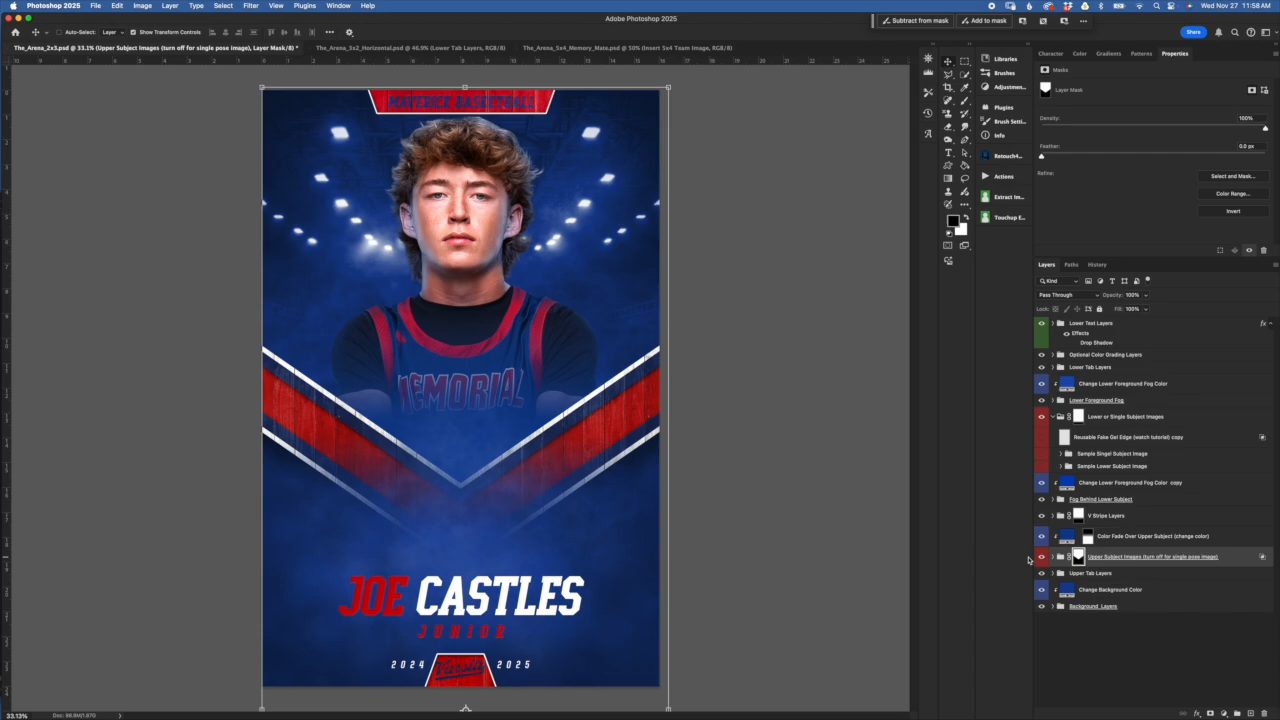 Photoshop 2025 File Edit Image Layer Type Select Filter View Plugins Window Help
Wed Nov 27 11:58 AM
Adobe Photoshop 2025
Subtract from mask Add to mask
Auto-Select: Layer Show Transform Controls
Share
The_Arena_2x3.psd @ 33.1% (Upper Subject Images (turn off for single pose image), Layer Mask/8) *
The_Arena_3x2_Horizontal.psd @ 46.9% (Lower Tab Layers, RGB/8)
The_Arena_5x4_Memory_Mate.psd @ 50% (Insert 5x4 Team Image, RGB/8)
MAVERICK BASKETBALL
MEMORIAL
JOE CASTLES
JUNIOR
2024 Varsity 2025
33.13% Doc: 99.9M/1.87G
Libraries
Brushes
Adjustmen...
Plugins
Brush Setti...
Info
Retouch4...
Actions
Extract Im...
Touchup E...
Character Color Gradients Patterns Properties
Masks
Layer Mask
Density: 100%
Feather: 0.0 px
Refine:
Select and Mask...
Color Range...
Invert
Layers Paths History
Kind
Pass Through Opacity: 100%
Lock: Fill: 100%
Lower Text Layers fx
Effects
Drop Shadow
Optional Color Grading Layers
Lower Tab Layers
Change Lower Foreground Fog Color
Lower Foreground Fog
Lower or Single Subject Images
Reusable Fake Gel Edge (watch tutorial) copy
Sample Singel Subject Image
Sample Lower Subject Image
Change Lower Foreground Fog Color copy
Fog Behind Lower Subject
V Stripe Layers
Color Fade Over Upper Subject (change color)
Upper Subject Images (turn off for single pose image)
Upper Tab Layers
Change Background Color
Background Layers